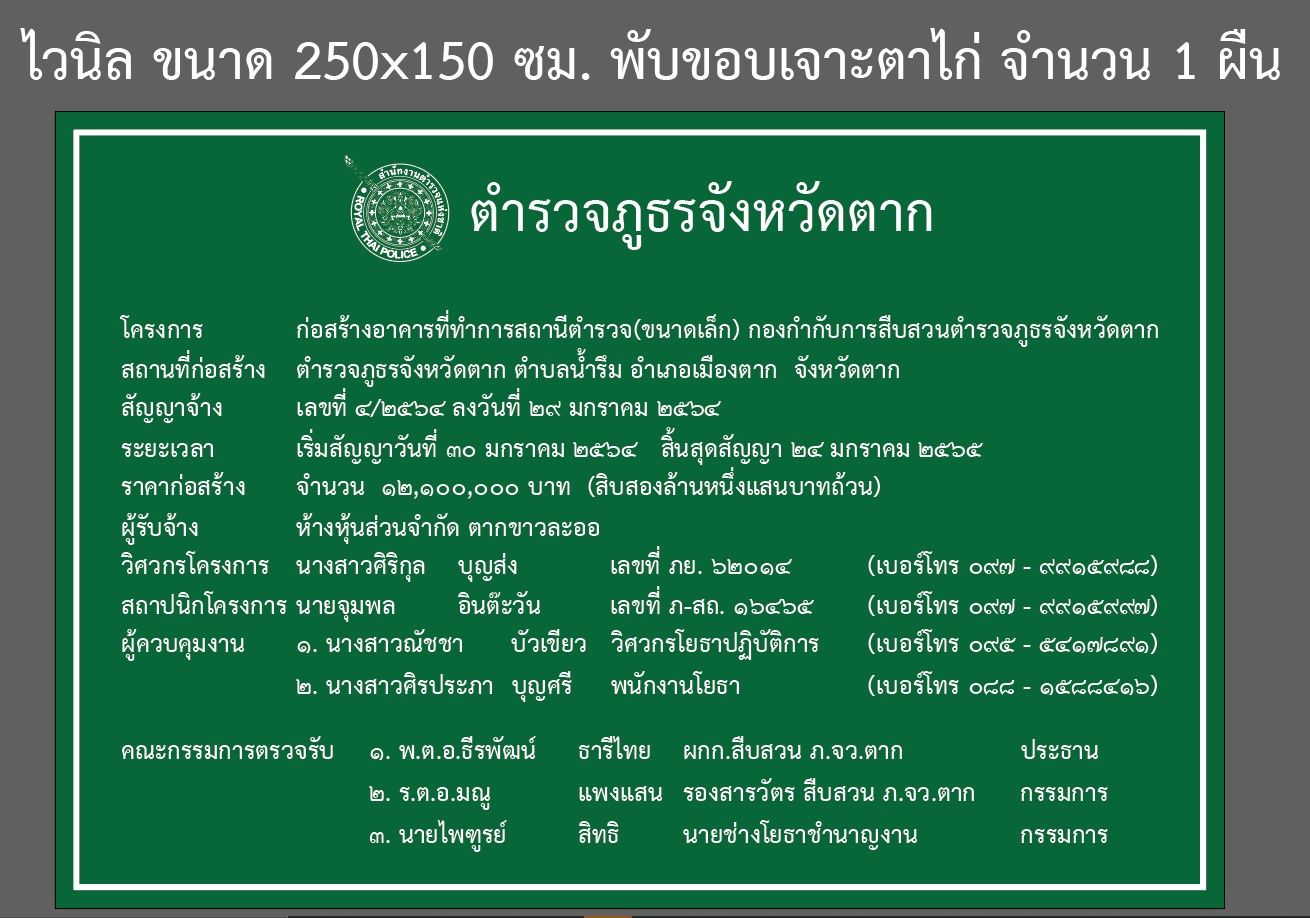 ไวนิล ขนาด 250x150 ซม. พับขอบเจาะตาไก่ จำนวน 1 ผืน
สำนักงานตำรวจแห่งชาติ
ROYAL THAI POLICE
ตำรวจภูธรจังหวัดตาก
โครงการ ก่อสร้างอาคารที่ทำการสถานีตำรวจ(ขนาดเล็ก) กองกำกับการสืบสวนตำรวจภูธรจังหวัดตาก
สถานที่ก่อสร้าง ตำรวจภูธรจังหวัดตาก ตำบลน้ำรึม อำเภอเมืองตาก จังหวัดตาก
สัญญาจ้าง เลขที่ ๔/๒๕๖๔ ลงวันที่ ๒๙ มกราคม ๒๕๖๔
ระยะเวลา เริ่มสัญญาวันที่ ๓๐ มกราคม ๒๕๖๔ สิ้นสุดสัญญา ๒๔ มกราคม ๒๕๖๕
ราคาก่อสร้าง จำนวน ๑๒,๑๐๐,๐๐๐ บาท (สิบสองล้านหนึ่งแสนบาทถ้วน)
ผู้รับจ้าง ห้างหุ้นส่วนจำกัด ตากขาวละออ
วิศวกรโครงการ นางสาวศิริกุล บุญส่ง เลขที่ ภย. ๖๒๐๑๔ (เบอร์โทร ๐๙๗ - ๙๙๑๕๙๘๘)
สถาปนิกโครงการ นายจุมพล อินต๊ะวัน เลขที่ ภ-สถ. ๑๖๔๖๕ (เบอร์โทร ๐๙๗ - ๙๙๑๕๙๙๗)
ผู้ควบคุมงาน ๑. นางสาวณัชชา บัวเขียว วิศวกรโยธาปฏิบัติการ (เบอร์โทร ๐๙๕ - ๕๔๑๗๘๙๑)
๒. นางสาวศิรประภา บุญศรี พนักงานโยธา (เบอร์โทร ๐๘๘ - ๑๕๘๘๔๑๖)
คณะกรรมการตรวจรับ ๑. พ.ต.อ.ธีรพัฒน์ ธารีไทย ผกก.สืบสวน ภ.จว.ตาก ประธาน
๒. ร.ต.อ.มณู แพงแสน รองสารวัตร สืบสวน ภ.จว.ตาก กรรมการ
๓. นายไพฑูรย์ สิทธิ นายช่างโยธาชำนาญงาน กรรมการ